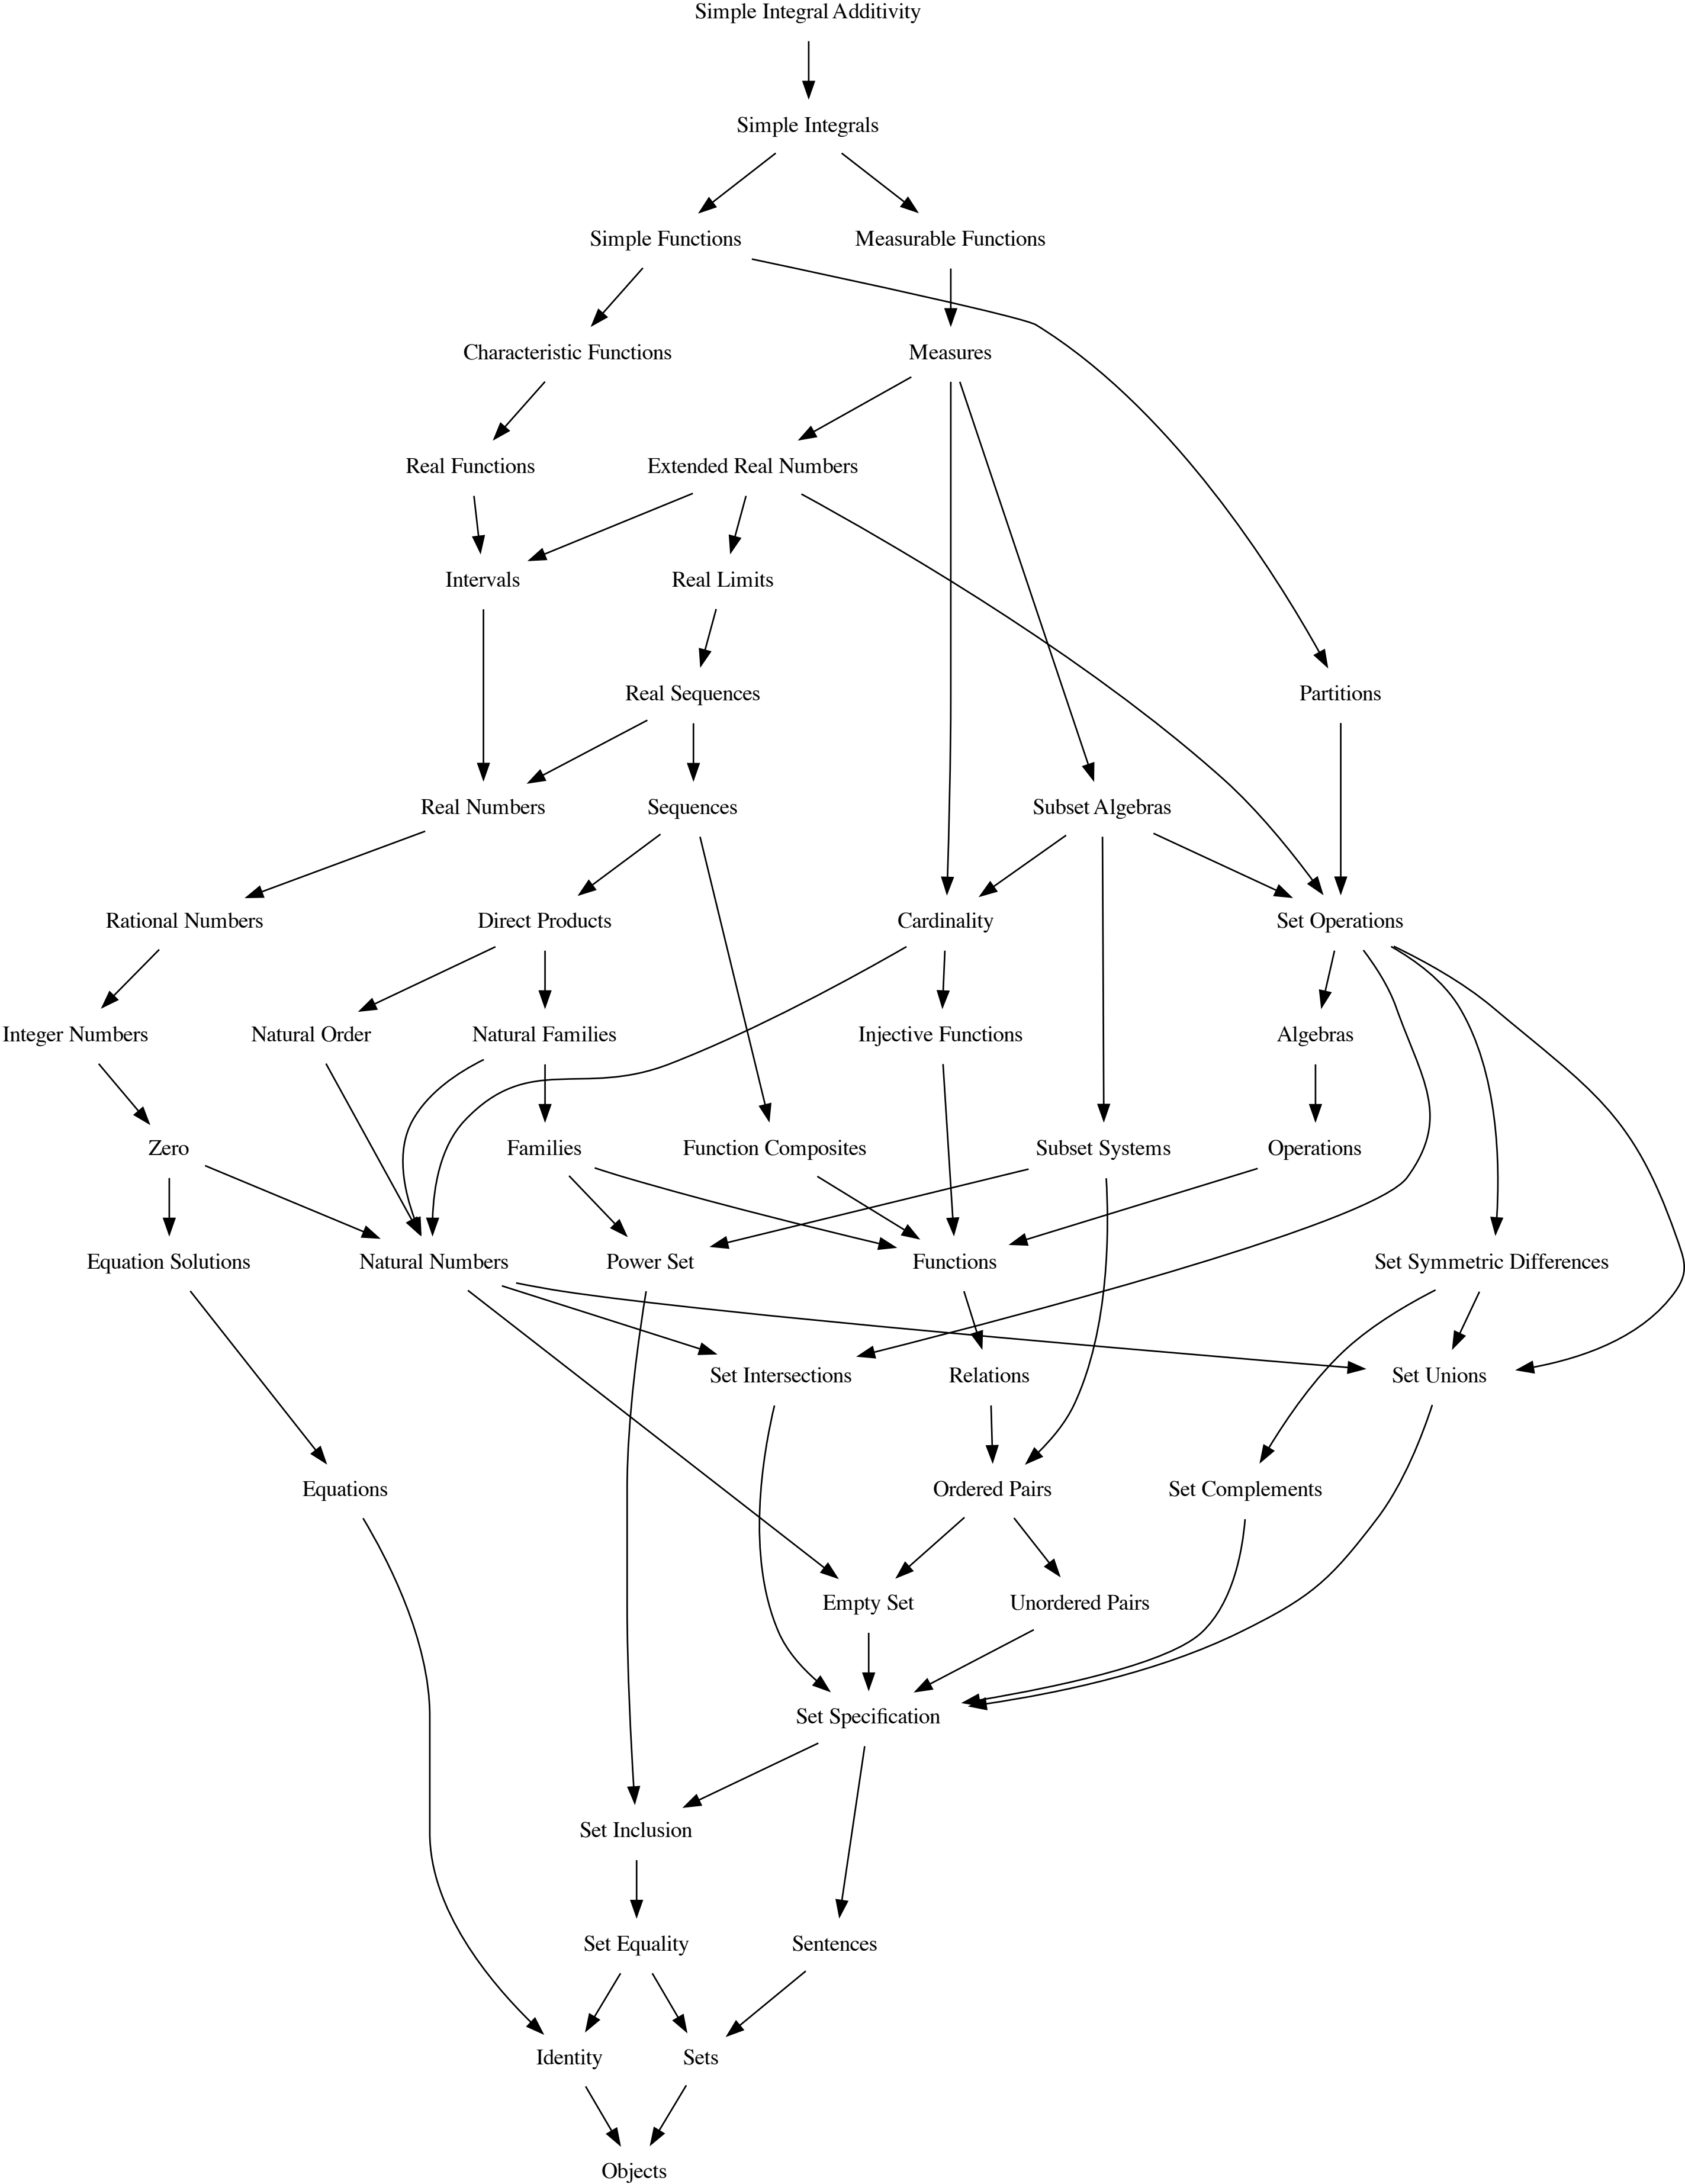 Simple Integral Additivity
Simple Integrals
Simple Functions
Measurable Functions
Characteristic Functions
Measures
Real Functions
Extended Real Numbers
Intervals
Real Limits
Real Sequences
Partitions
Real Numbers
Sequences
Subset Algebras
Rational Numbers
Direct Products
Cardinality
Set Operations
Integer Numbers
Natural Order
Natural Families
Injective Functions
Algebras
Zero
Families
Function Composites
Subset Systems
Operations
Equation Solutions
Natural Numbers
Power Set
Functions
Set Symmetric Differences
Set Intersections
Relations
Set Unions
Equations
Ordered Pairs
Set Complements
Empty Set
Unordered Pairs
Set Specification
Set Inclusion
Set Equality
Sentences
Identity
Sets
Objects